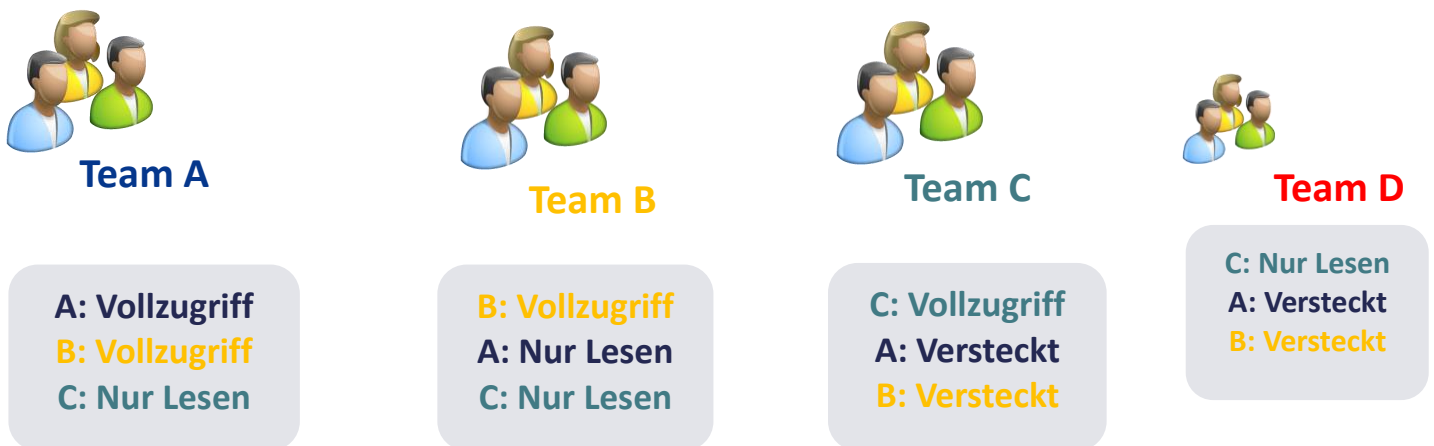 Team A
A: Vollzugriff
B: Vollzugriff
C: Nur Lesen
Team B
B: Vollzugriff
A: Nur Lesen
C: Nur Lesen
Team C
C: Vollzugriff
A: Versteckt
B: Versteckt
Team D
C: Nur Lesen
A: Versteckt
B: Versteckt